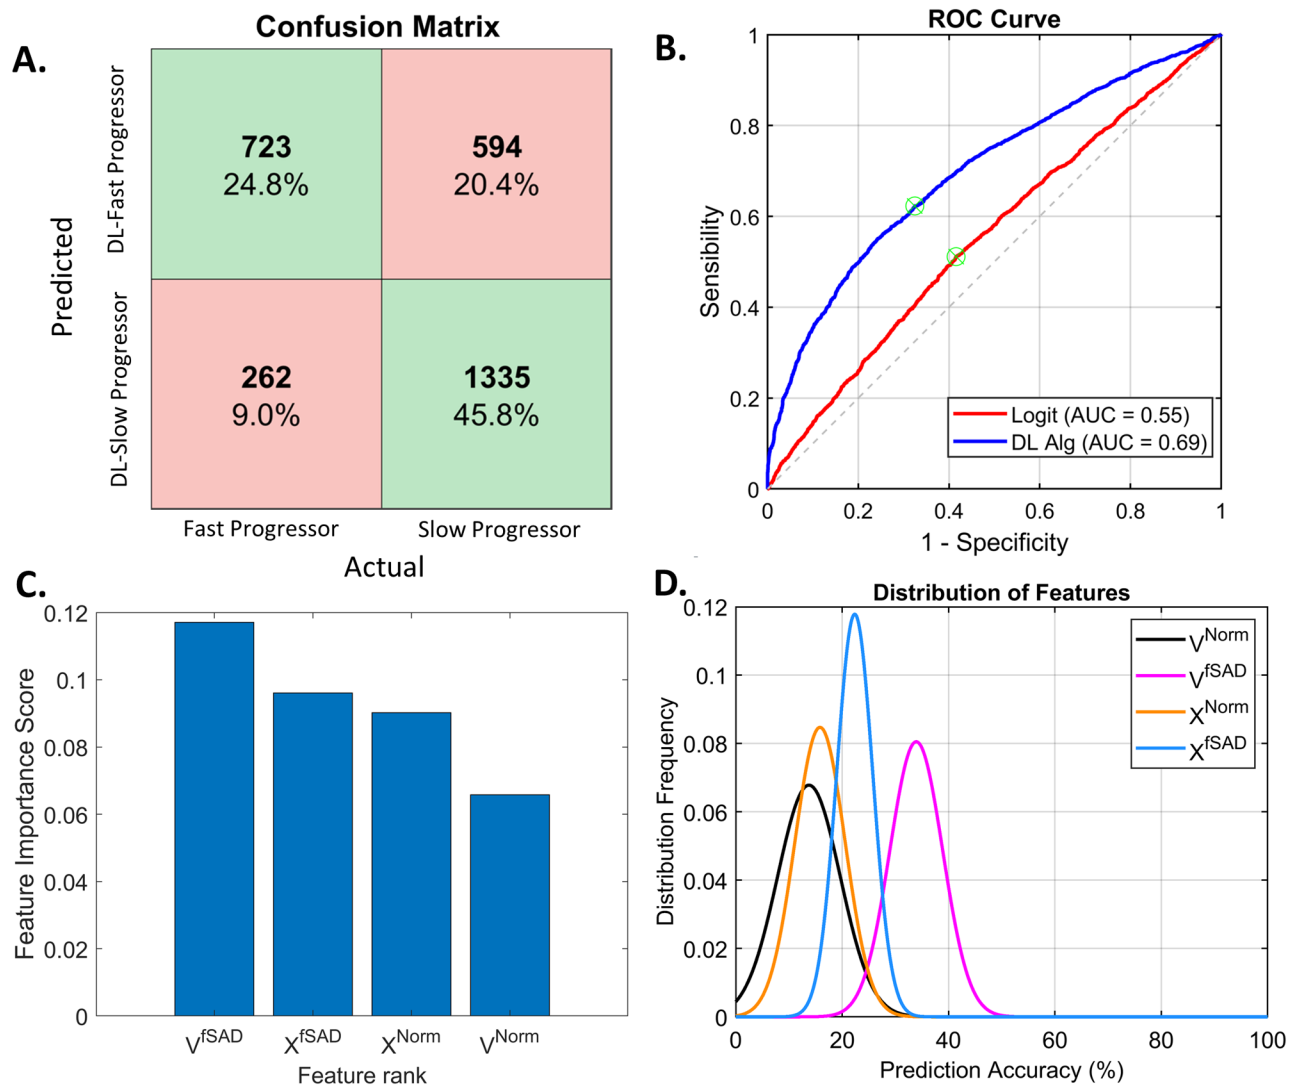 A.
Confusion Matrix
Predicted
DL-Fast Progressor
DL-Slow Progressor
723
24.8%
594
20.4%
262
9.0%
1335
45.8%
Fast Progressor
Slow Progressor
Actual
B.
ROC Curve
Sensibility
1
0.8
0.6
0.4
0.2
0
Logit (AUC = 0.55)
DL Alg (AUC = 0.69)
0 0.2 0.4 0.6 0.8 1
1 - Specificity
C.
Feature Importance Score
0.12
0.1
0.08
0.06
0.04
0.02
0
V^fSAD X^fSAD X^Norm V^Norm
Feature rank
D.
Distribution of Features
Distribution Frequency
0.12
0.1
0.08
0.06
0.04
0.02
0
V^Norm
V^fSAD
X^Norm
X^fSAD
0 20 40 60 80 100
Prediction Accuracy (%)